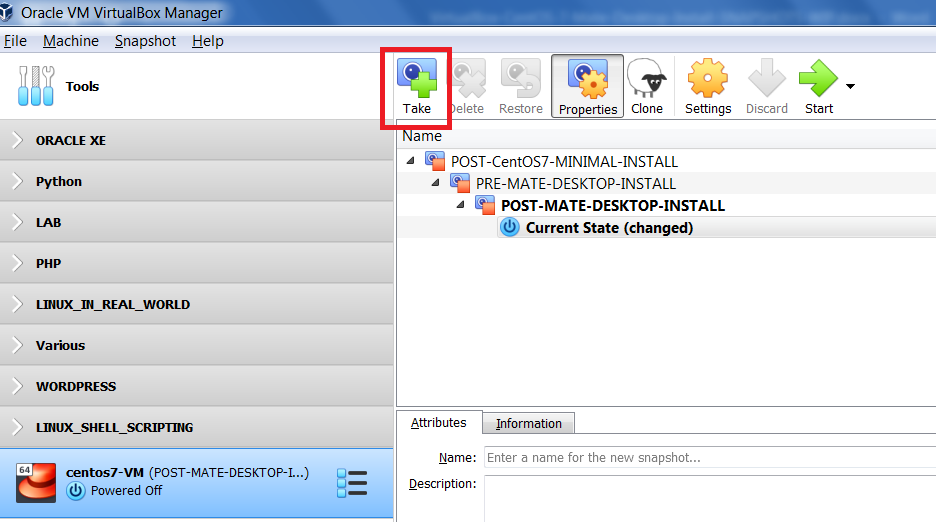 Oracle VM VirtualBox Manager
File Machine Snapshot Help
Tools
Take Delete Restore Properties Clone Settings Discard Start
Name
ORACLE XE
Python
LAB
PHP
LINUX_IN_REAL_WORLD
Various
WORDPRESS
LINUX_SHELL_SCRIPTING
64
centos7-VM (POST-MATE-DESKTOP-I...)
Powered Off
POST-CentOS7-MINIMAL-INSTALL
PRE-MATE-DESKTOP-INSTALL
POST-MATE-DESKTOP-INSTALL
Current State (changed)
Attributes Information
Name: Enter a name for the new snapshot...
Description: